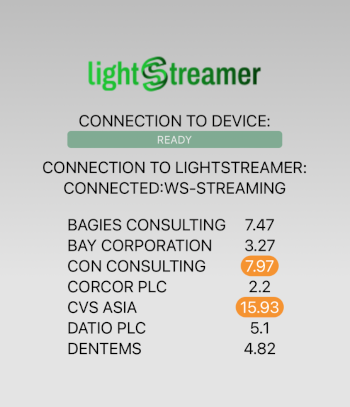 lightStreamer
CONNECTION TO DEVICE:
READY
CONNECTION TO LIGHTSTREAMER:
CONNECTED:WS-STREAMING
BAGIES CONSULTING 7.47
BAY CORPORATION 3.27
CON CONSULTING 7.97
CORCOR PLC 2.2
CVS ASIA 15.93
DATIO PLC 5.1
DENTEMS 4.82